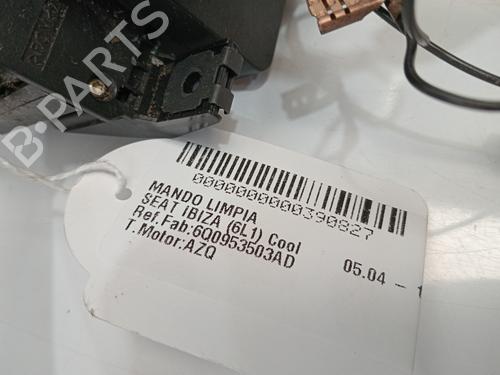 B-PARTS
0000000000390827
MANDO LIMPIA
SEAT IBIZA (6L1) Cool
Ref.Fab:6Q0953503AD
05.04 -
T.Motor:AZQ